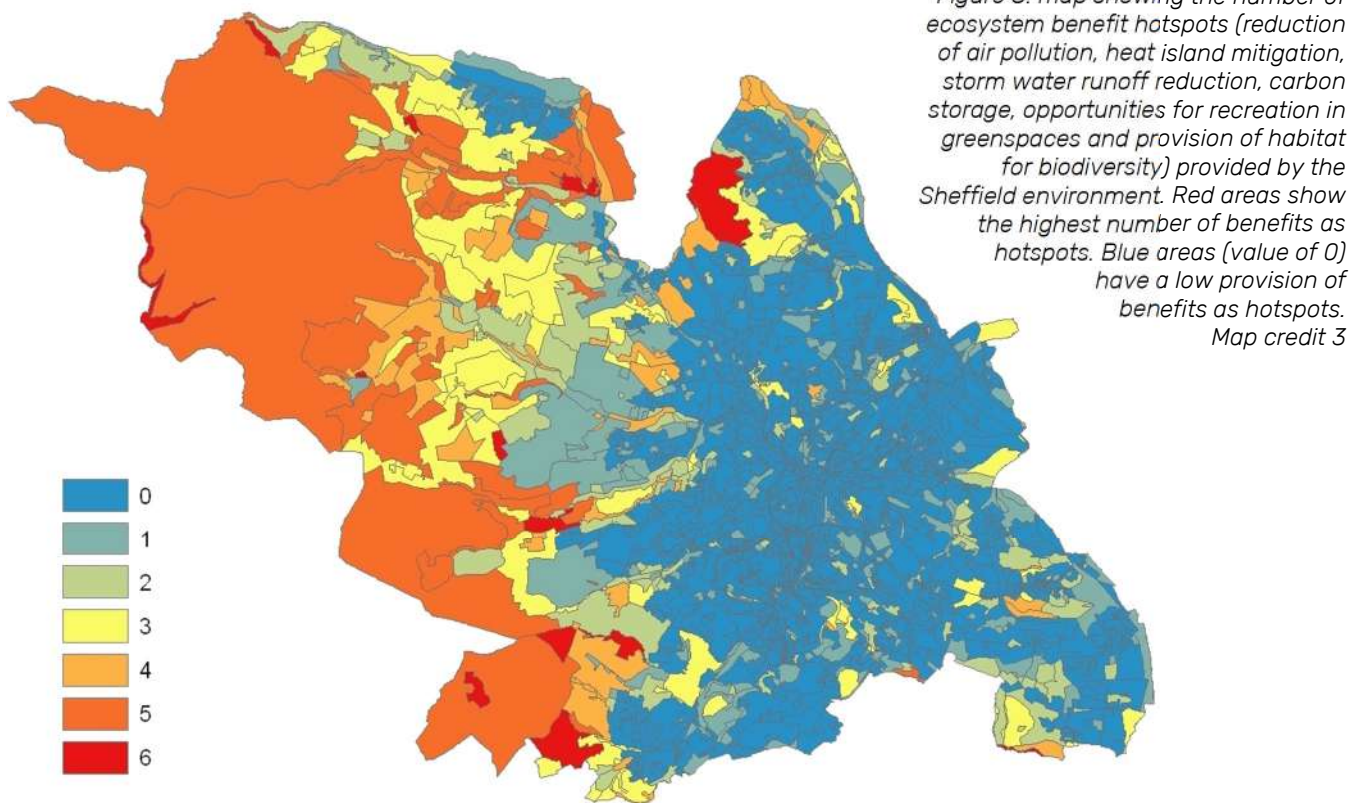 Figure 3: map showing the number of
ecosystem benefit hotspots (reduction
of air pollution, heat island mitigation,
storm water runoff reduction, carbon
storage, opportunities for recreation in
greenspaces and provision of habitat
for biodiversity) provided by the
Sheffield environment. Red areas show
the highest number of benefits as
hotspots. Blue areas (value of 0)
have a low provision of
benefits as hotspots.
Map credit 3
0
1
2
3
4
5
6